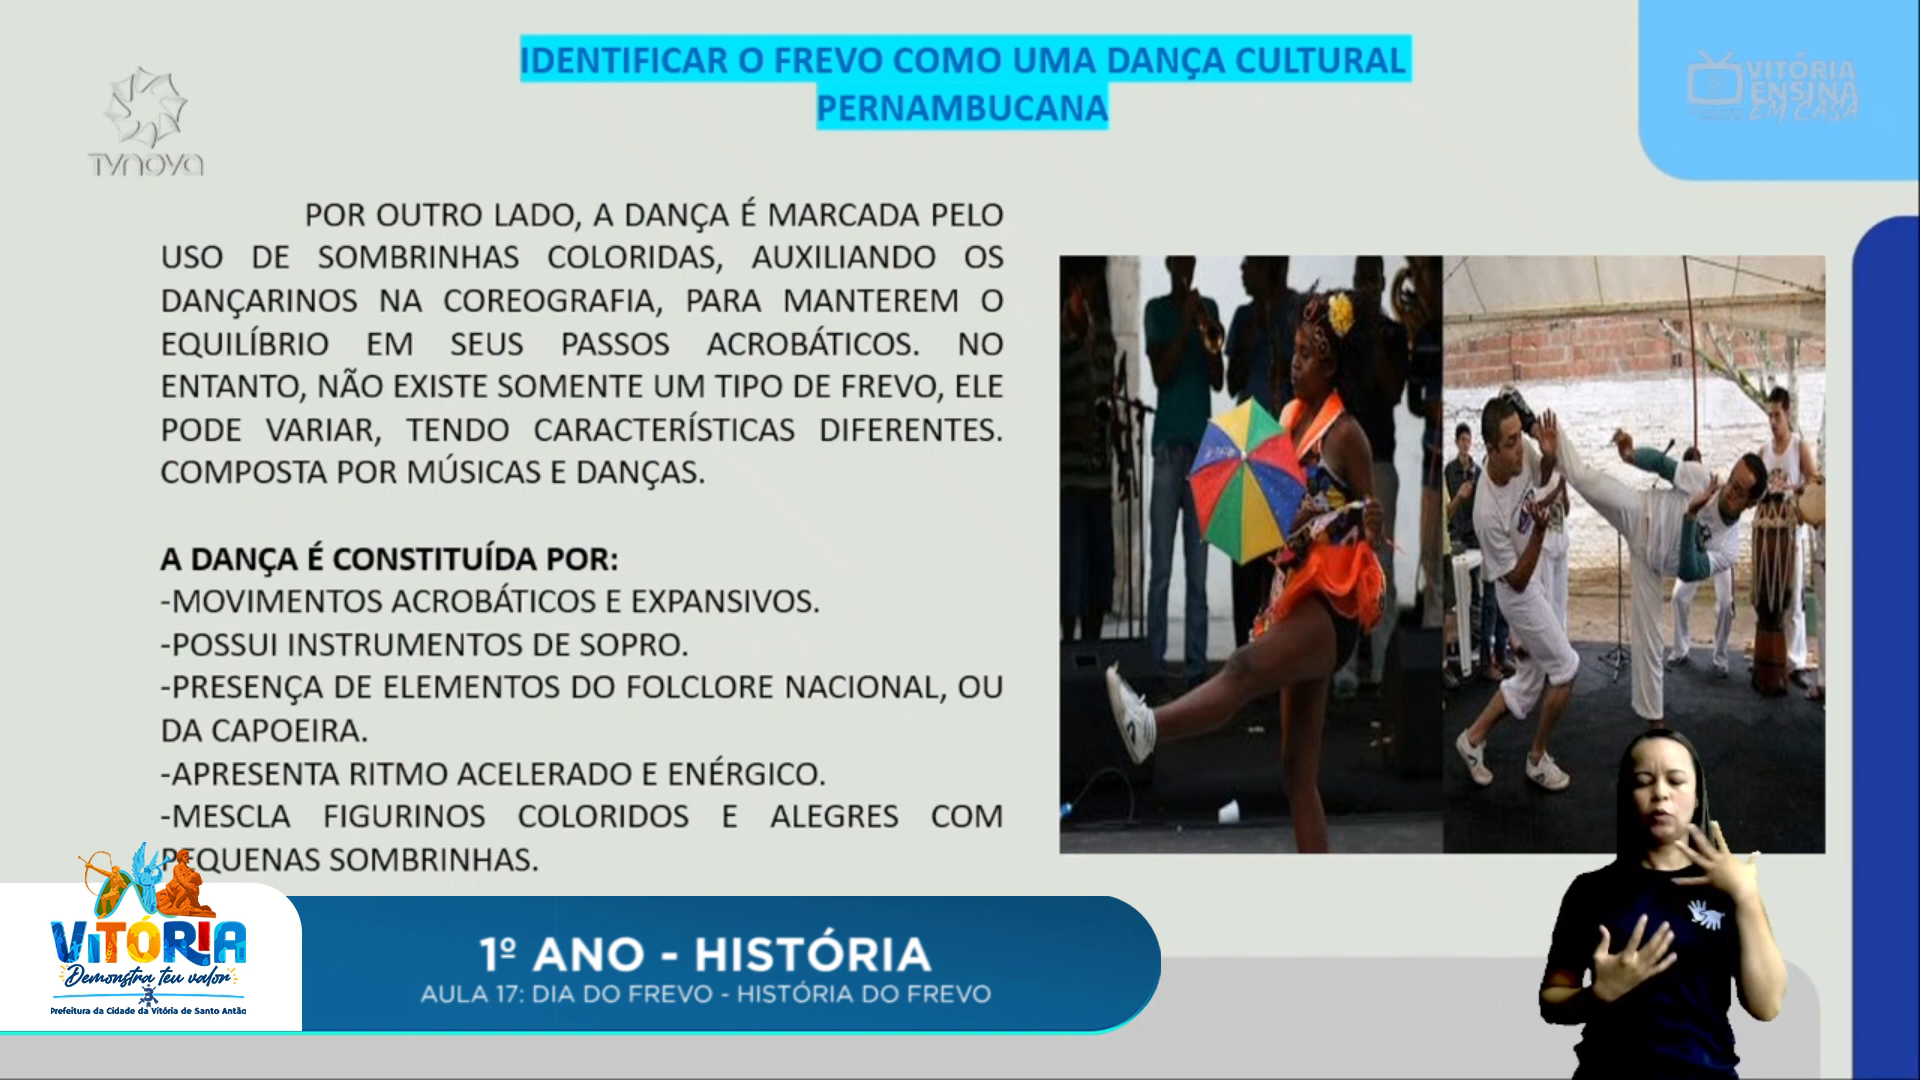 IDENTIFICAR O FREVO COMO UMA DANÇA CULTURAL
PERNAMBUCANA
TVNOVA
VITÓRIA
ENSINA
EM CASA
POR OUTRO LADO, A DANÇA É MARCADA PELO
USO DE SOMBRINHAS COLORIDAS, AUXILIANDO OS
DANÇARINOS NA COREOGRAFIA, PARA MANTEREM O
EQUILÍBRIO EM SEUS PASSOS ACROBÁTICOS. NO
ENTANTO, NÃO EXISTE SOMENTE UM TIPO DE FREVO, ELE
PODE VARIAR, TENDO CARACTERÍSTICAS DIFERENTES.
COMPOSTA POR MÚSICAS E DANÇAS.
A DANÇA É CONSTITUÍDA POR:
-MOVIMENTOS ACROBÁTICOS E EXPANSIVOS.
-POSSUI INSTRUMENTOS DE SOPRO.
-PRESENÇA DE ELEMENTOS DO FOLCLORE NACIONAL, OU
DA CAPOEIRA.
-APRESENTA RITMO ACELERADO E ENÉRGICO.
-MESCLA FIGURINOS COLORIDOS E ALEGRES COM
PEQUENAS SOMBRINHAS.
VITÓRIA
Demonstra teu valor
Prefeitura da Cidade da Vitória de Santo Antão
1º ANO - HISTÓRIA
AULA 17: DIA DO FREVO - HISTÓRIA DO FREVO